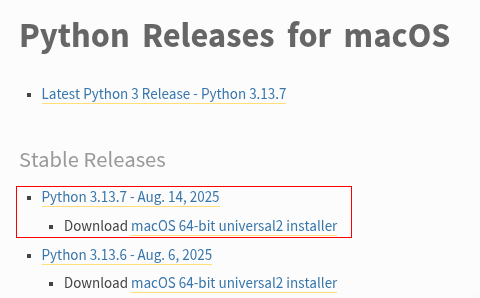 Python Releases for macOS
Latest Python 3 Release - Python 3.13.7
Stable Releases
Python 3.13.7 - Aug. 14, 2025
Download macOS 64-bit universal2 installer
Python 3.13.6 - Aug. 6, 2025
Download macOS 64-bit universal2 installer